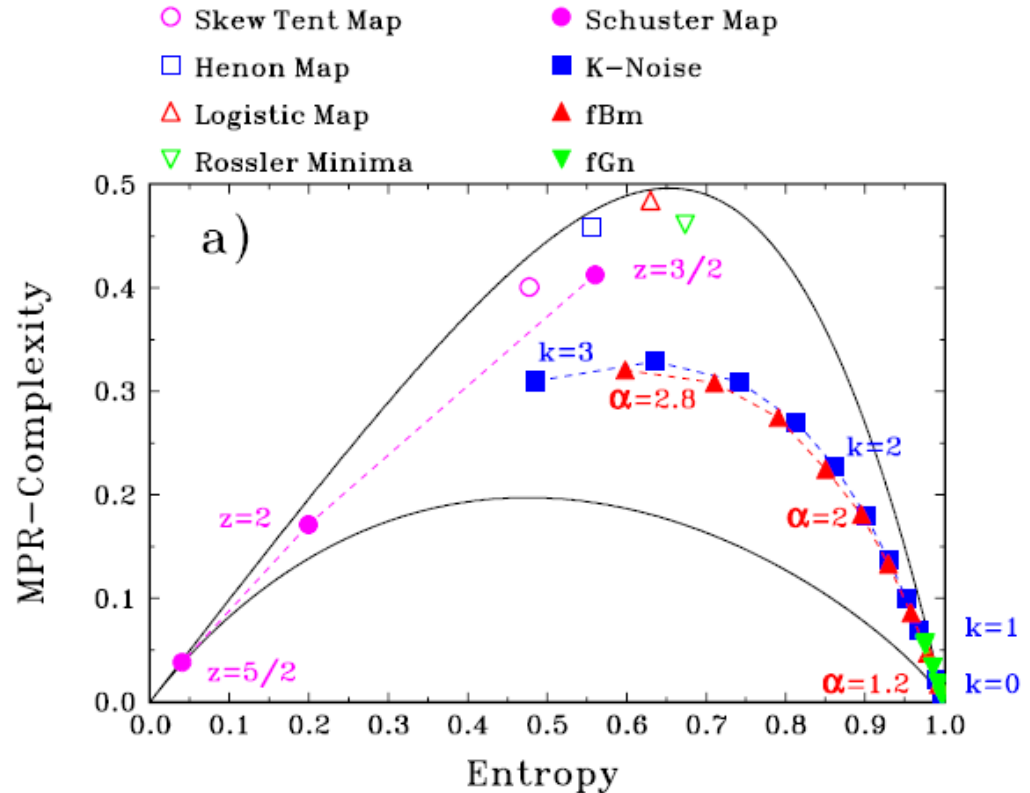 Skew Tent Map
Schuster Map
Henon Map
K-Noise
Logistic Map
fBm
Rossler Minima
fGn
0.5
a)
z=3/2
0.4
k=3
0.3
α=2.8
k=2
MPR-Complexity
0.2
z=2
α=2
0.1
k=1
z=5/2
α=1.2
k=0
0.0
0.0 0.1 0.2 0.3 0.4 0.5 0.6 0.7 0.8 0.9 1.0
Entropy